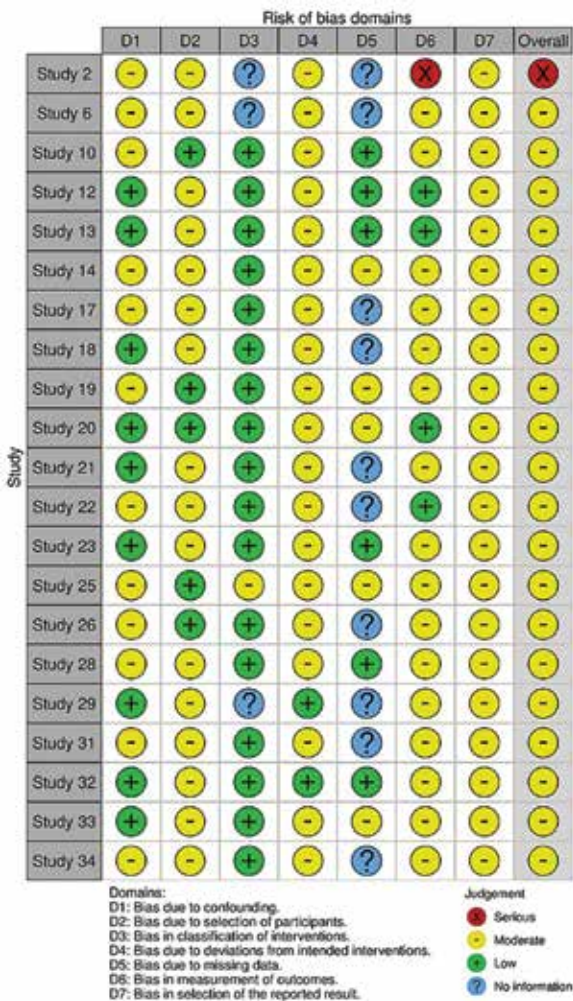 Risk of bias domains
D1 D2 D3 D4 D5 D6 D7 Overall
Study
Study 2 - - ? - ? X - X
Study 6 - - ? - ? - - -
Study 10 - + + - + - - -
Study 12 + - + - + + - -
Study 13 + - + - + + - -
Study 14 - - + - - - - -
Study 17 - - + - ? - - -
Study 18 + - + - ? - - -
Study 19 - + + - - - - -
Study 20 + + + - - + - -
Study 21 + - + - ? - - -
Study 22 - - + - ? + - -
Study 23 + - + - + - - -
Study 25 - + - - - - - -
Study 26 - + + - ? - - -
Study 28 - - + - + - - -
Study 29 + - ? + ? - - -
Study 31 - - + - ? - - -
Study 32 + - + + + - - -
Study 33 + - + - - - - -
Study 34 - - + - ? - - -
Domains:
D1: Bias due to confounding.
D2: Bias due to selection of participants.
D3: Bias in classification of interventions.
D4: Bias due to deviations from intended interventions.
D5: Bias due to missing data.
D6: Bias in measurement of outcomes.
D7: Bias in selection of the reported result.
Judgement
X Serious
- Moderate
+ Low
? No information